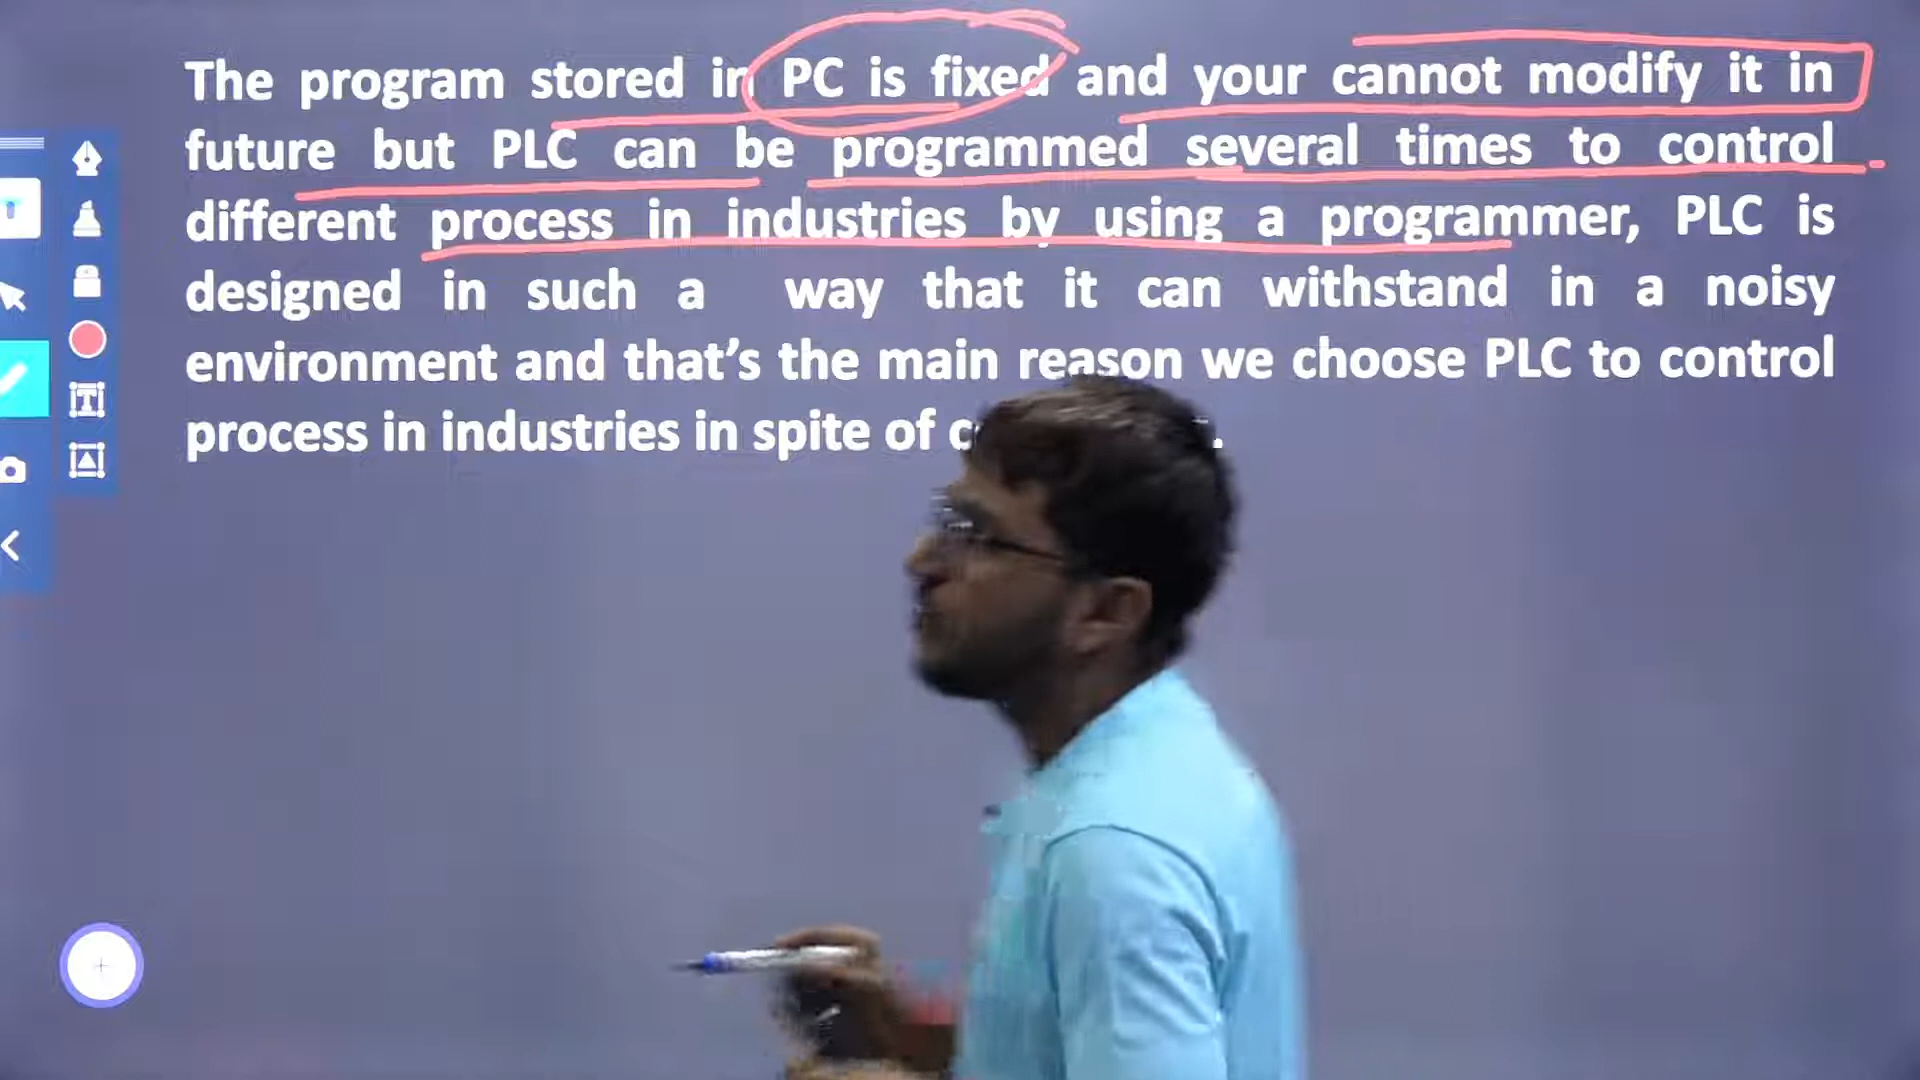 The program stored in PC is fixed and your cannot modify it in
future but PLC can be programmed several times to control
different process in industries by using a programmer, PLC is
designed in such a way that it can withstand in a noisy
environment and that's the main reason we choose PLC to control
process in industries in spite of